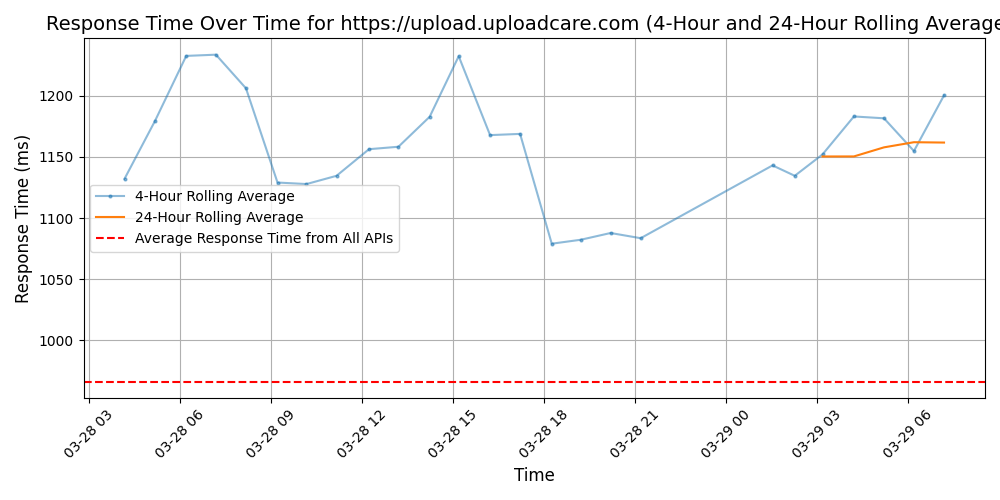 Response Time Over Time for https://upload.uploadcare.com (4-Hour and 24-Hour Rolling Average
Response Time (ms)
1200
1150
1100
1050
1000
4-Hour Rolling Average
24-Hour Rolling Average
Average Response Time from All APIs
03-28 03
03-28 06
03-28 09
03-28 12
03-28 15
03-28 18
03-28 21
03-29 00
03-29 03
03-29 06
Time